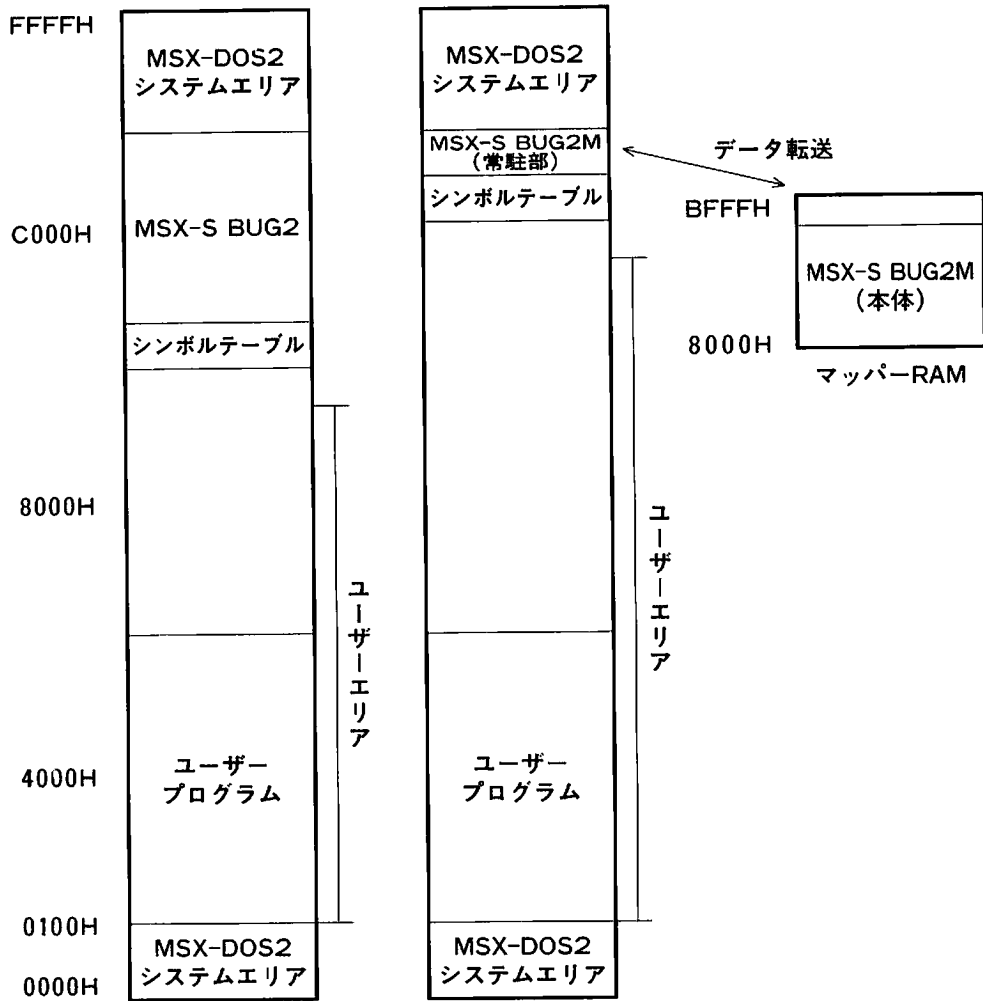 FFFFH
MSX-DOS2
システムエリア
MSX-S BUG2
C000H
シンボルテーブル
8000H
ユーザーエリア
ユーザー
プログラム
4000H
0100H
MSX-DOS2
システムエリア
0000H
MSX-DOS2
システムエリア
MSX-S BUG2M
(常駐部)
シンボルテーブル
ユーザーエリア
ユーザー
プログラム
MSX-DOS2
システムエリア
データ転送
BFFFH
MSX-S BUG2M
(本体)
8000H
マッパーRAM